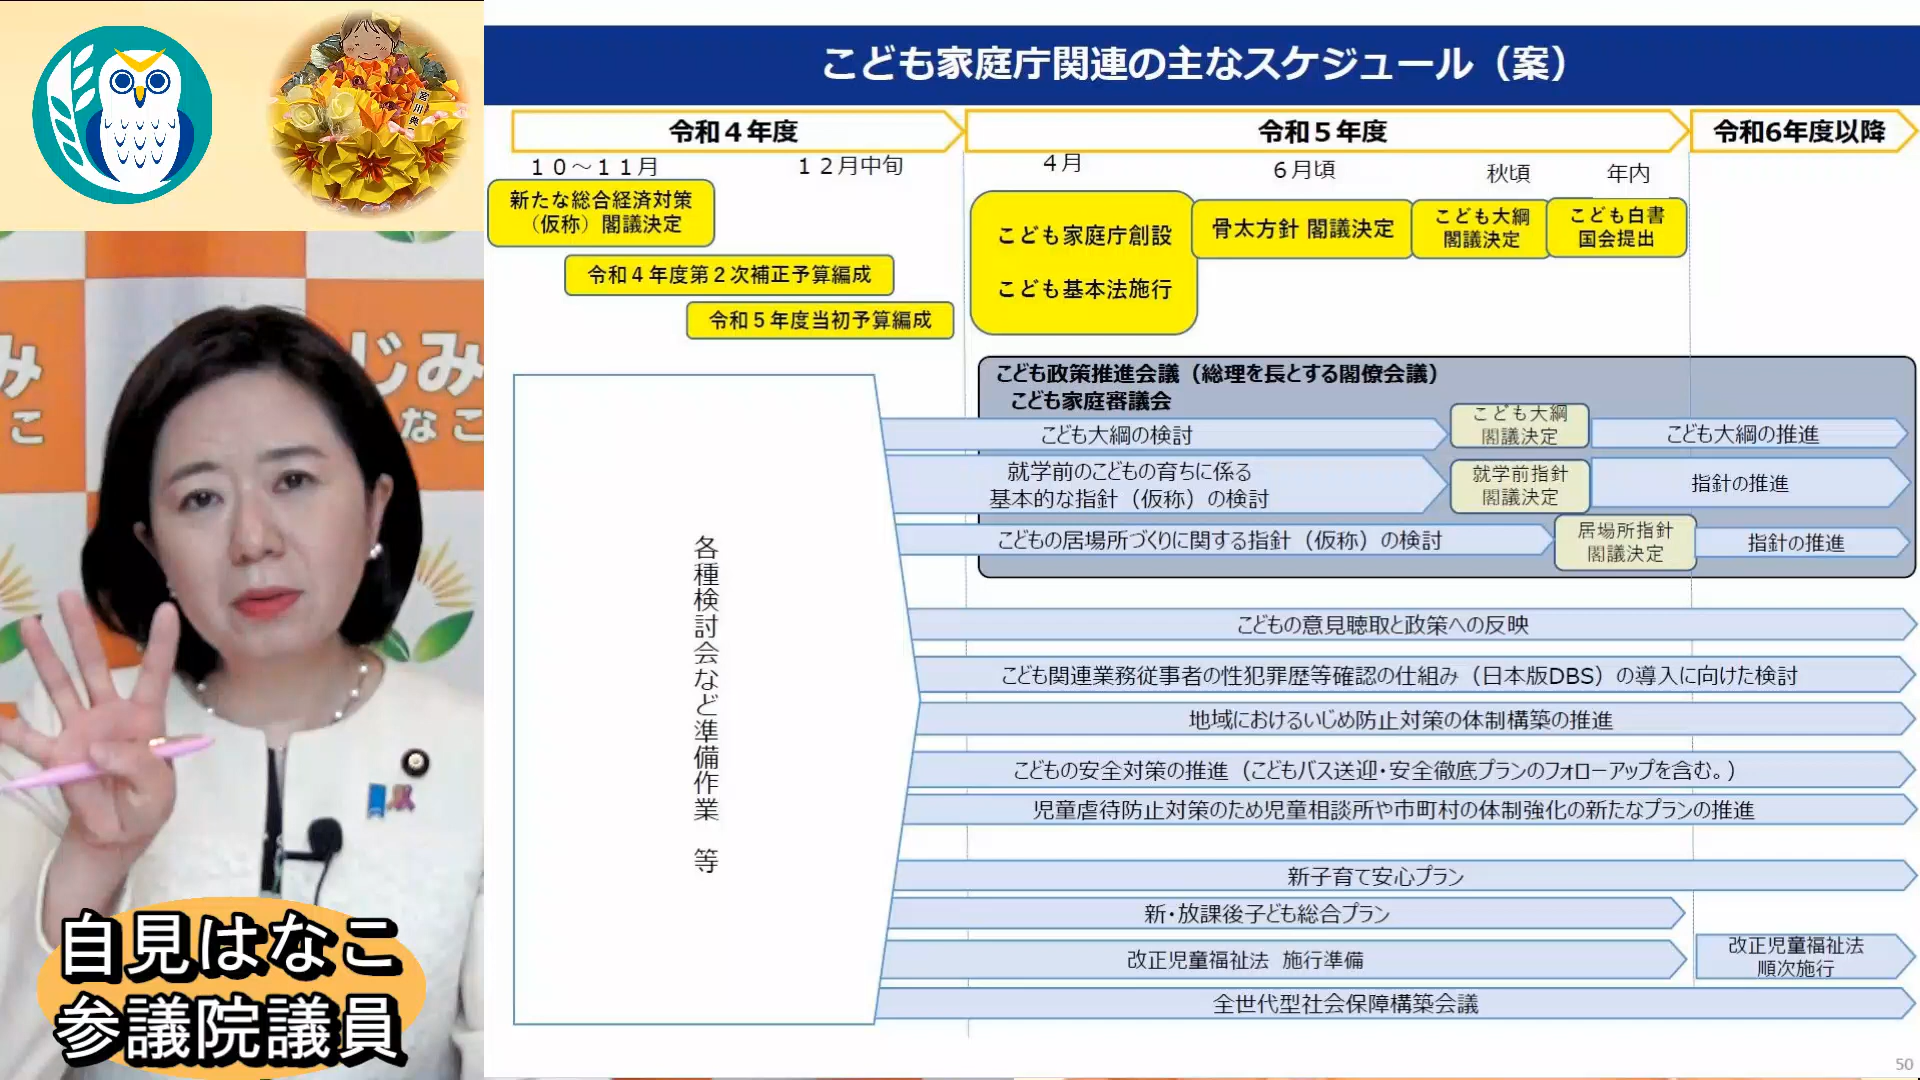 こども家庭庁関連の主なスケジュール（案）
令和４年度
令和５年度
令和6年度以降
１０～１１月
１２月中旬
４月
６月頃
秋頃
年内
新たな総合経済対策
（仮称）閣議決定
令和４年度第２次補正予算編成
令和５年度当初予算編成
こども家庭庁創設
こども基本法施行
骨太方針 閣議決定
こども大綱
閣議決定
こども白書
国会提出
こども政策推進会議（総理を長とする閣僚会議）
こども家庭審議会
こども大綱の検討
こども大綱
閣議決定
こども大綱の推進
就学前のこどもの育ちに係る
基本的な指針（仮称）の検討
就学前指針
閣議決定
指針の推進
こどもの居場所づくりに関する指針（仮称）の検討
居場所指針
閣議決定
指針の推進
各種検討会など準備作業　等
こどもの意見聴取と政策への反映
こども関連業務従事者の性犯罪歴等確認の仕組み（日本版DBS）の導入に向けた検討
地域におけるいじめ防止対策の体制構築の推進
こどもの安全対策の推進（こどもバス送迎・安全徹底プランのフォローアップを含む。）
児童虐待防止対策のため児童相談所や市町村の体制強化の新たなプランの推進
新子育て安心プラン
新・放課後子ども総合プラン
改正児童福祉法 施行準備
改正児童福祉法
順次施行
全世代型社会保障構築会議
50
み
こ
じみ
なこ
自見はなこ
参議院議員